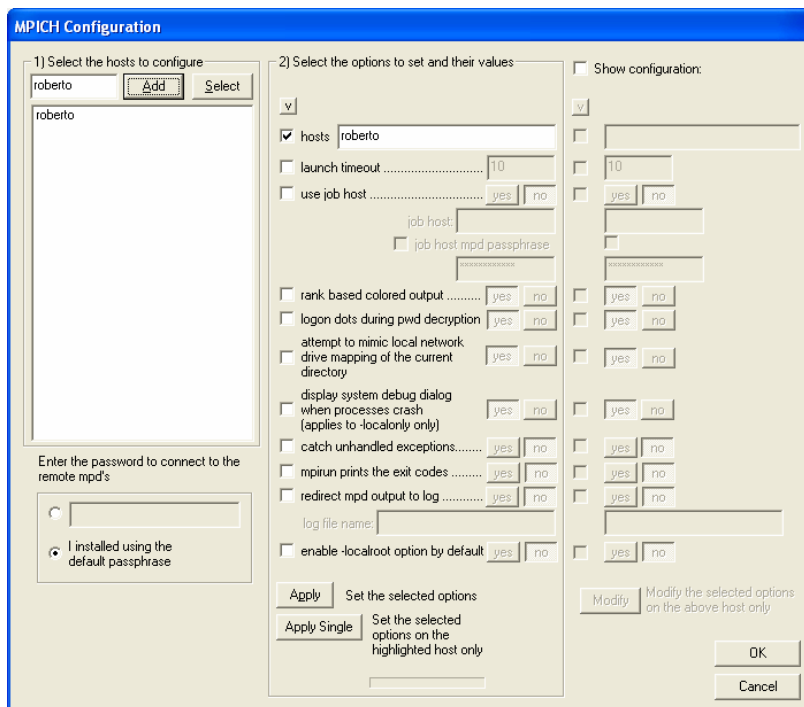 MPICH Configuration
1) Select the hosts to configure
roberto
Add
Select
roberto
Enter the password to connect to the
remote mpd's
I installed using the
default passphrase
2) Select the options to set and their values
v
hosts roberto
launch timeout ............................ 10
use job host ................................ yes no
job host:
job host mpd passphrase
************
rank based colored output .......... yes no
logon dots during pwd decryption yes no
attempt to mimic local network
drive mapping of the current
directory
yes no
display system debug dialog
when processes crash
(applies to -localonly only)
yes no
catch unhandled exceptions........ yes no
mpirun prints the exit codes ......... yes no
redirect mpd output to log ............ yes no
log file name:
enable -localroot option by default yes no
Apply Set the selected options
Apply Single
Set the selected
options on the
highlighted host only
Show configuration:
v
10
yes no
************
yes no
yes no
yes no
yes no
yes no
yes no
yes no
yes no
Modify
Modify the selected options
on the above host only
OK
Cancel